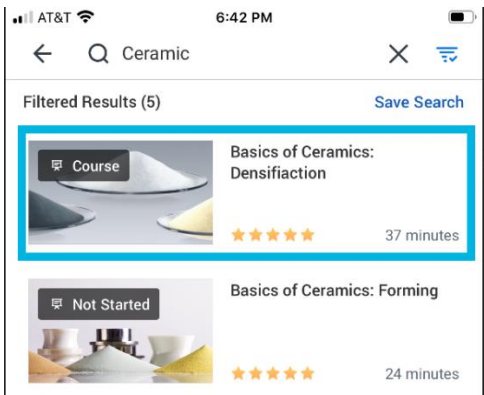 AT&T 6:42 PM
Ceramic
Filtered Results (5) Save Search
Course
Basics of Ceramics:
Densifiaction
37 minutes
Not Started
Basics of Ceramics: Forming
24 minutes